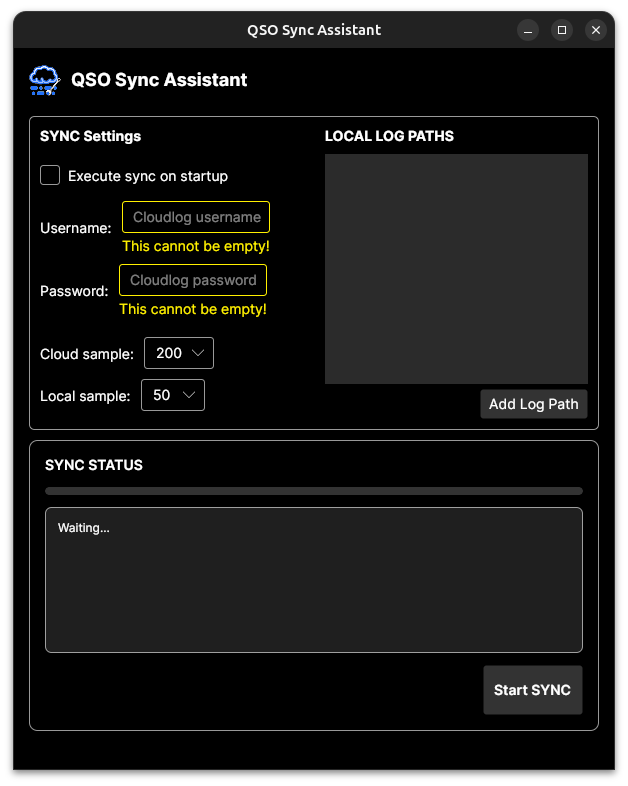 QSO Sync Assistant
QSO Sync Assistant
SYNC Settings
Execute sync on startup
Username:
Cloudlog username
This cannot be empty!
Password:
Cloudlog password
This cannot be empty!
Cloud sample:
200
Local sample:
50
LOCAL LOG PATHS
Add Log Path
SYNC STATUS
Waiting...
Start SYNC